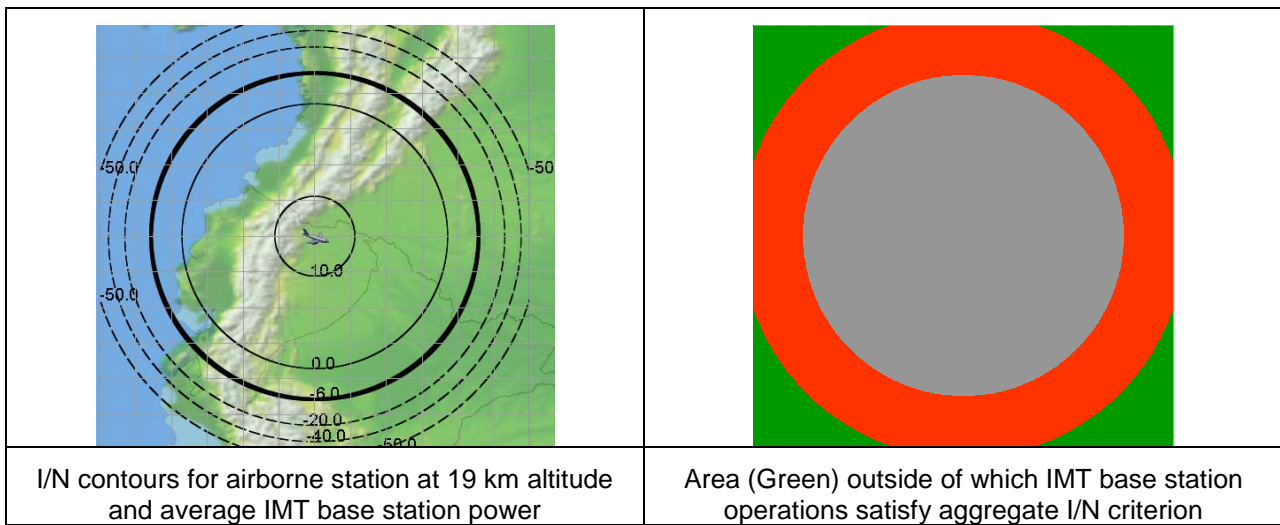 -50.0
-50
10.0
-50.0
0.0
-6.0
-20.0
-40.0
-50.0
I/N contours for airborne station at 19 km altitude
and average IMT base station power
Area (Green) outside of which IMT base station
operations satisfy aggregate I/N criterion